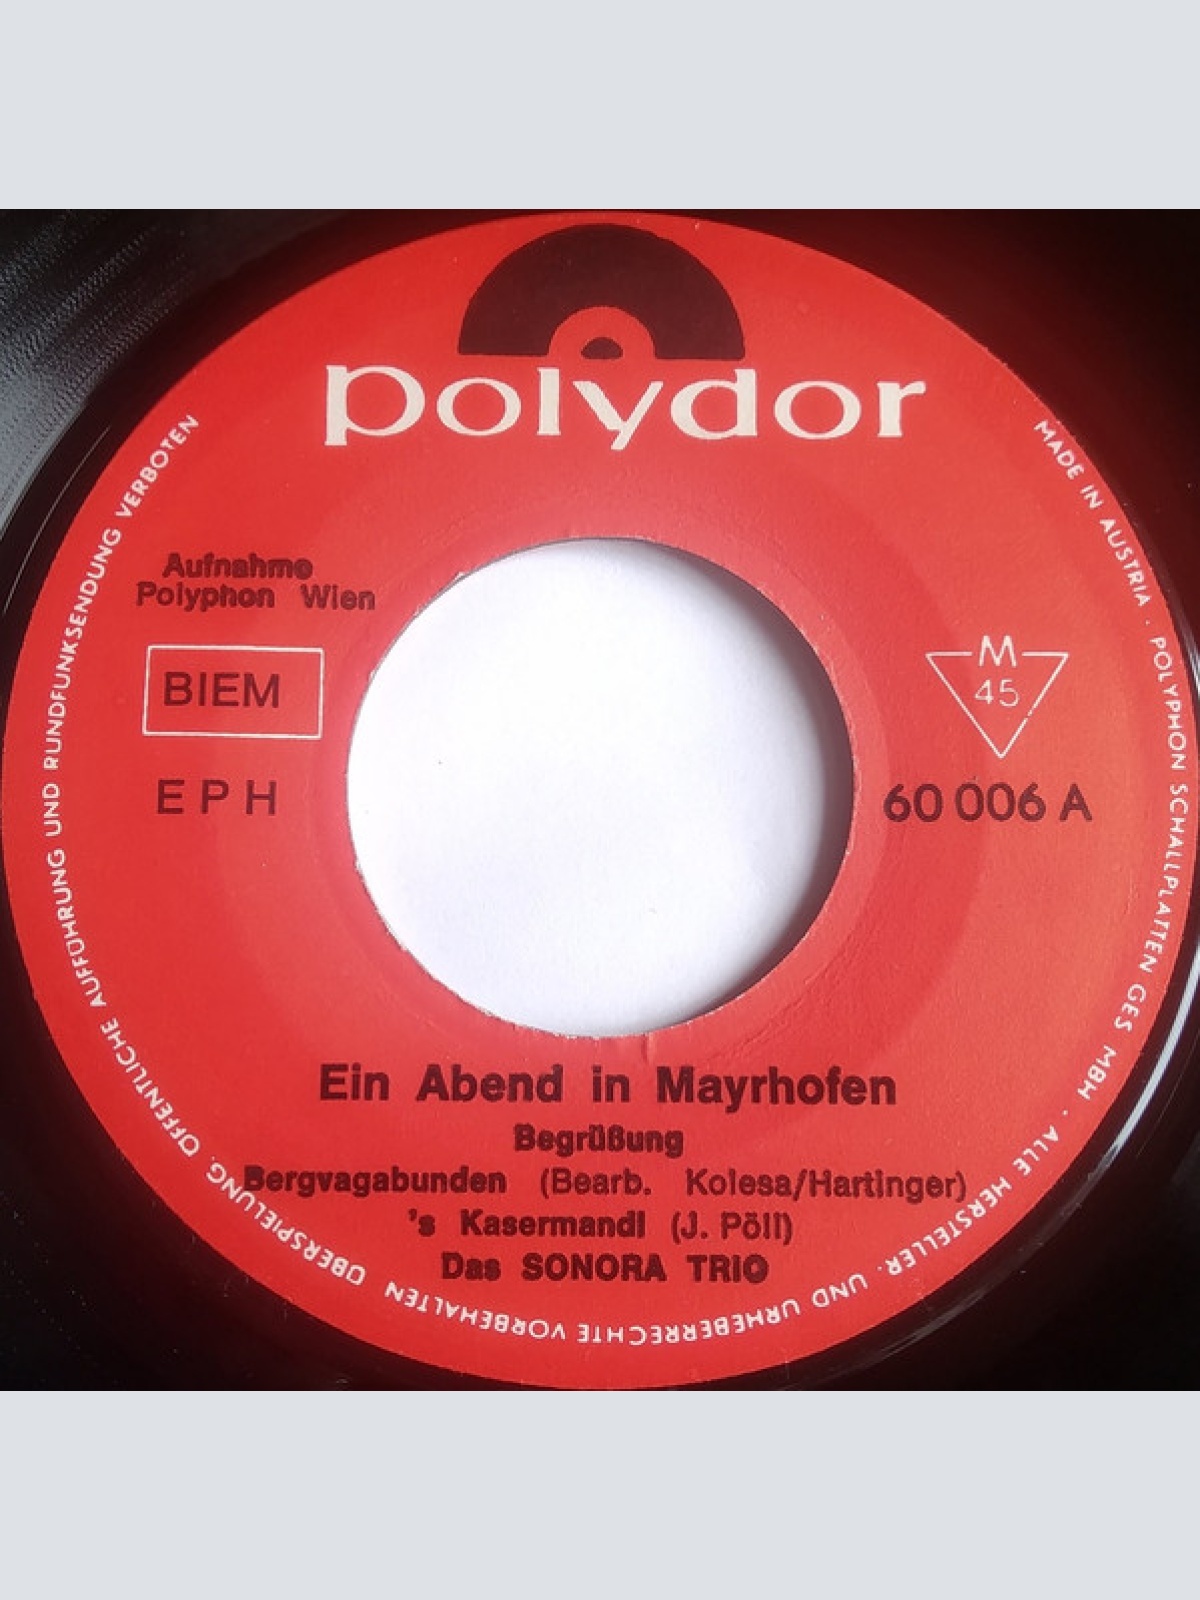 polydor
Aufnahme
Polyphon Wien
BIEM
E P H
M
45
60 006 A
Ein Abend in Mayrhofen
Begrüßung
Bergvagabunden (Bearb. Kolesa/Hartinger)
's Kasermandl (J. Pöll)
Das SONORA TRIO
MADE IN AUSTRIA · POLYPHON SCHALLPLATTEN GES MBH · ALLE HERSTELLER- UND URHEBERRECHTE VORBEHALTEN ÜBERSPIELUNG, ÖFFENTLICHE AUFFÜHRUNG UND RUNDFUNKSENDUNG VERBOTEN